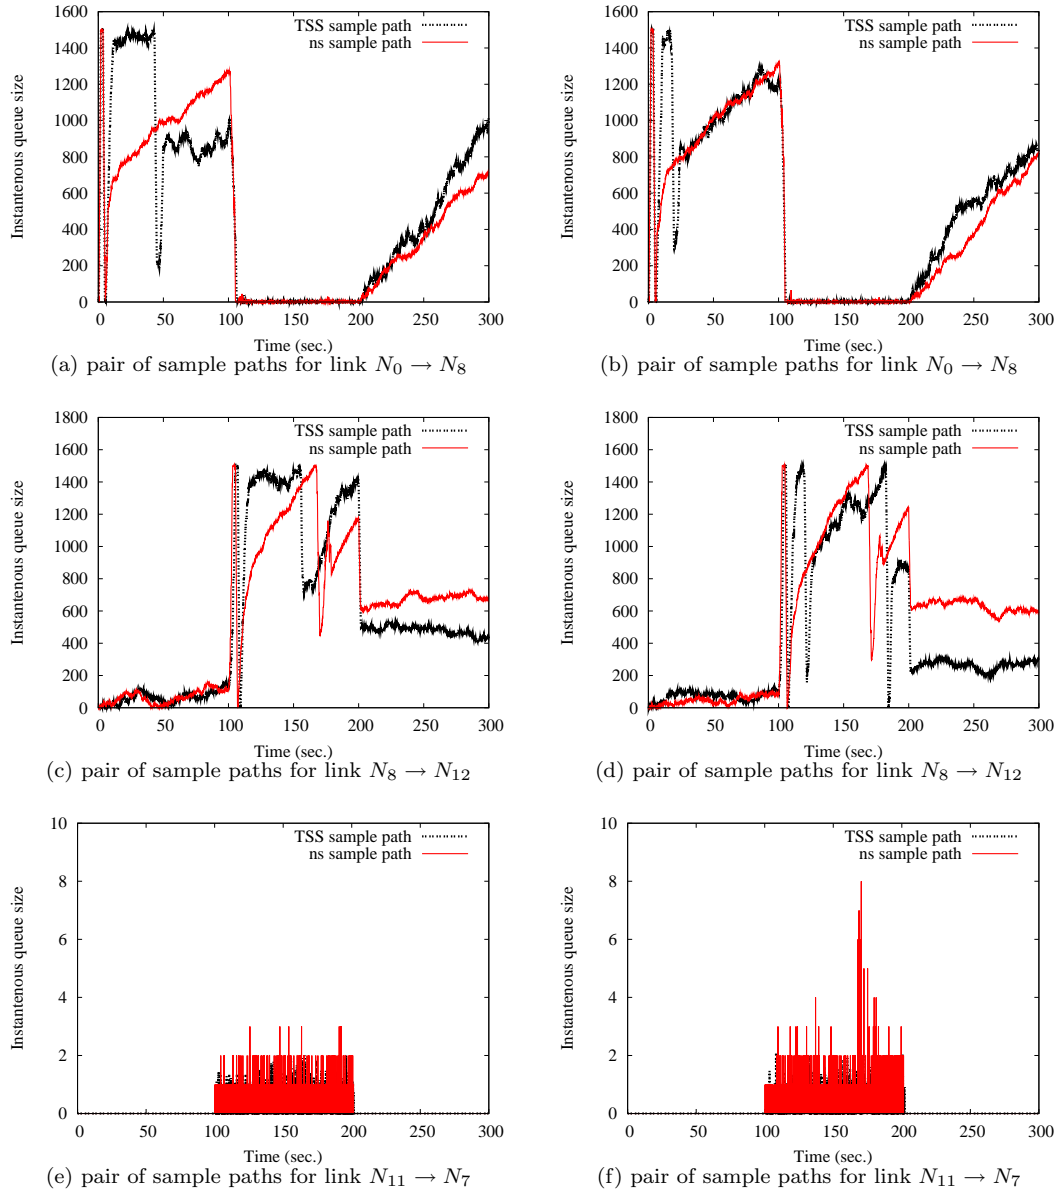 1600
1400
1200
1000
800
600
400
200
0
0 50 100 150 200 250 300
Instantenous queue size
Time (sec.)
TSS sample path
ns sample path
(a) pair of sample paths for link N0 → N8
1600
1400
1200
1000
800
600
400
200
0
0 50 100 150 200 250 300
Instantenous queue size
Time (sec.)
TSS sample path
ns sample path
(b) pair of sample paths for link N0 → N8
1800
1600
1400
1200
1000
800
600
400
200
0
0 50 100 150 200 250 300
Instantenous queue size
Time (sec.)
TSS sample path
ns sample path
(c) pair of sample paths for link N8 → N12
1800
1600
1400
1200
1000
800
600
400
200
0
0 50 100 150 200 250 300
Instantenous queue size
Time (sec.)
TSS sample path
ns sample path
(d) pair of sample paths for link N8 → N12
10
8
6
4
2
0
0 50 100 150 200 250 300
Instantenous queue size
Time (sec.)
TSS sample path
ns sample path
(e) pair of sample paths for link N11 → N7
10
8
6
4
2
0
0 50 100 150 200 250 300
Instantenous queue size
Time (sec.)
TSS sample path
ns sample path
(f) pair of sample paths for link N11 → N7